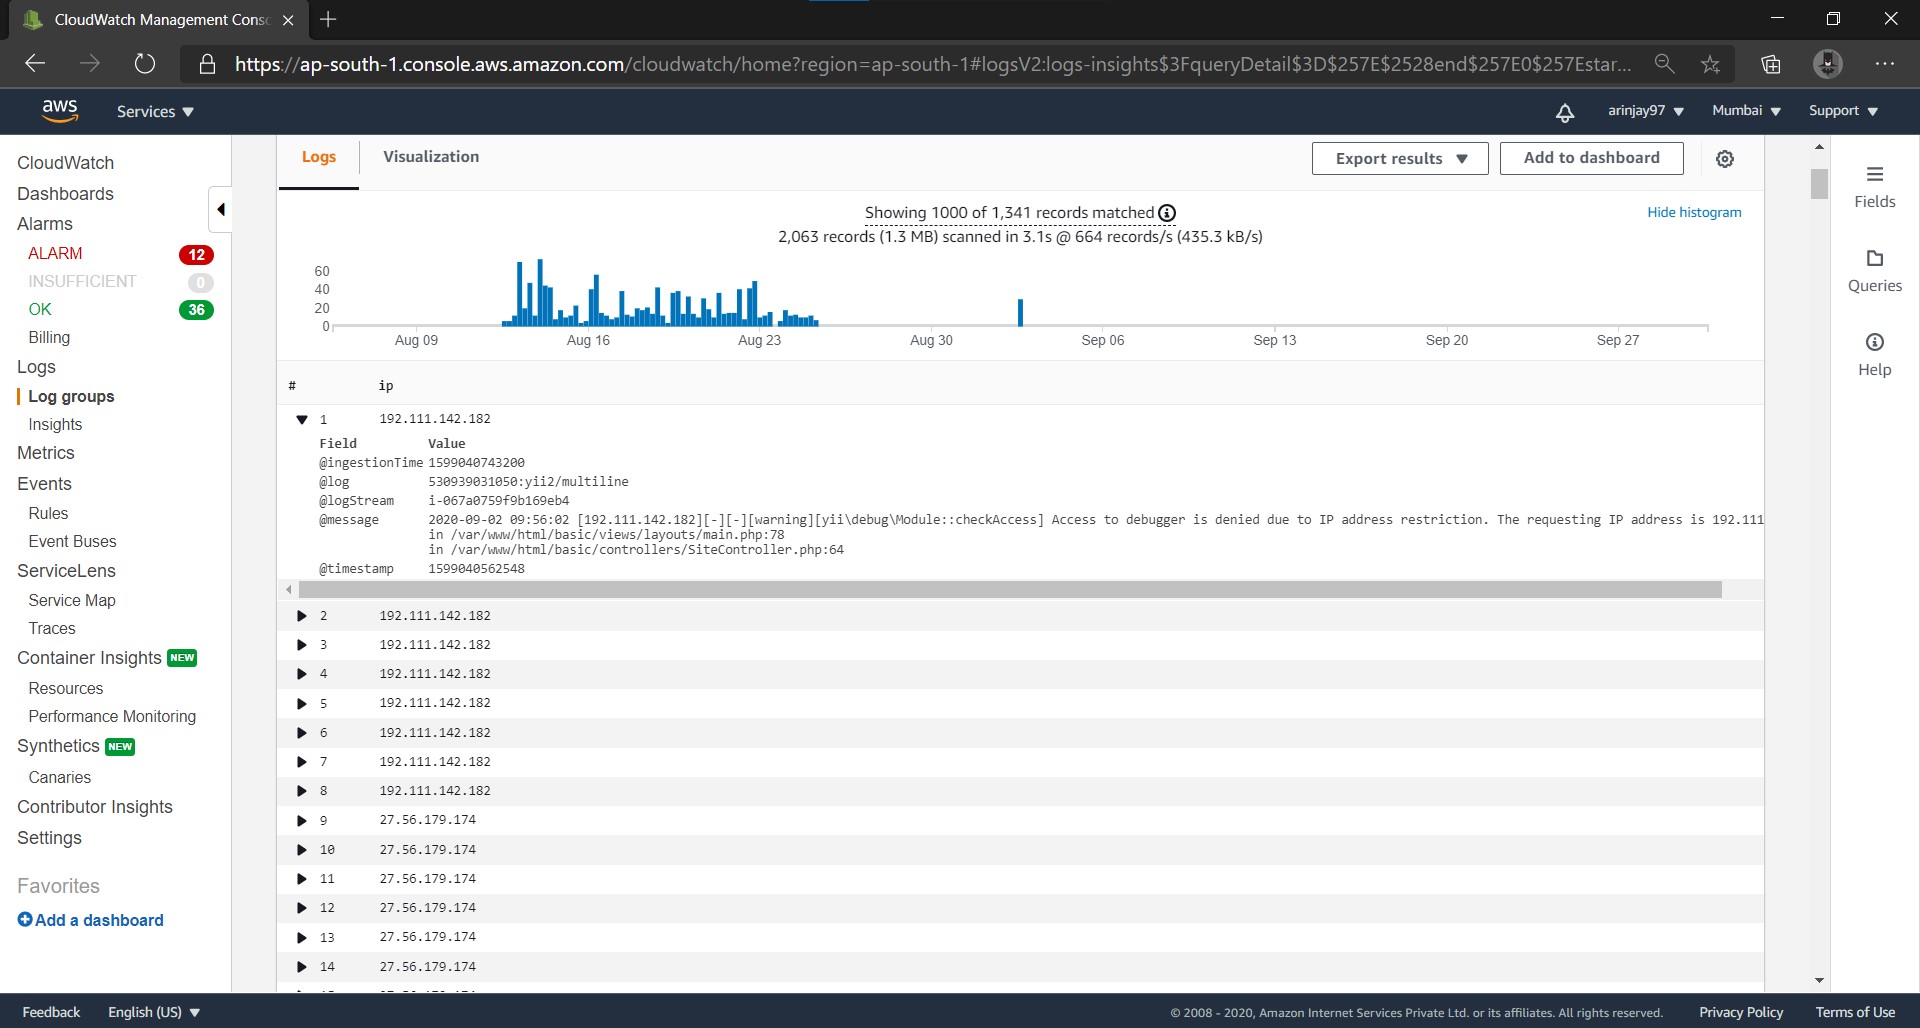 CloudWatch Management Conso
https://ap-south-1.console.aws.amazon.com/cloudwatch/home?region=ap-south-1#logsV2:logs-insights$3FqueryDetail$3D$257E$2528end$257E0$257Estar...
aws
Services
arinjay97
Mumbai
Support
CloudWatch
Dashboards
Alarms
ALARM 12
INSUFFICIENT 0
OK 36
Billing
Logs
Log groups
Insights
Metrics
Events
Rules
Event Buses
ServiceLens
Service Map
Traces
Container Insights NEW
Resources
Performance Monitoring
Synthetics NEW
Canaries
Contributor Insights
Settings
Favorites
Add a dashboard
Logs
Visualization
Export results
Add to dashboard
Showing 1000 of 1,341 records matched
Hide histogram
2,063 records (1.3 MB) scanned in 3.1s @ 664 records/s (435.3 kB/s)
60
40
20
0
Aug 09 Aug 16 Aug 23 Aug 30 Sep 06 Sep 13 Sep 20 Sep 27
# ip
1 192.111.142.182
Field Value
@ingestionTime 1599040743200
@log 530939031050:yii2/multiline
@logStream i-067a0759f9b169eb4
@message 2020-09-02 09:56:02 [192.111.142.182][-][-][warning][yii\debug\Module::checkAccess] Access to debugger is denied due to IP address restriction. The requesting IP address is 192.111
in /var/www/html/basic/views/layouts/main.php:78
in /var/www/html/basic/controllers/SiteController.php:64
@timestamp 1599040562548
2 192.111.142.182
3 192.111.142.182
4 192.111.142.182
5 192.111.142.182
6 192.111.142.182
7 192.111.142.182
8 192.111.142.182
9 27.56.179.174
10 27.56.179.174
11 27.56.179.174
12 27.56.179.174
13 27.56.179.174
14 27.56.179.174
Fields
Queries
Help
Feedback
English (US)
© 2008 - 2020, Amazon Internet Services Private Ltd. or its affiliates. All rights reserved.
Privacy Policy
Terms of Use